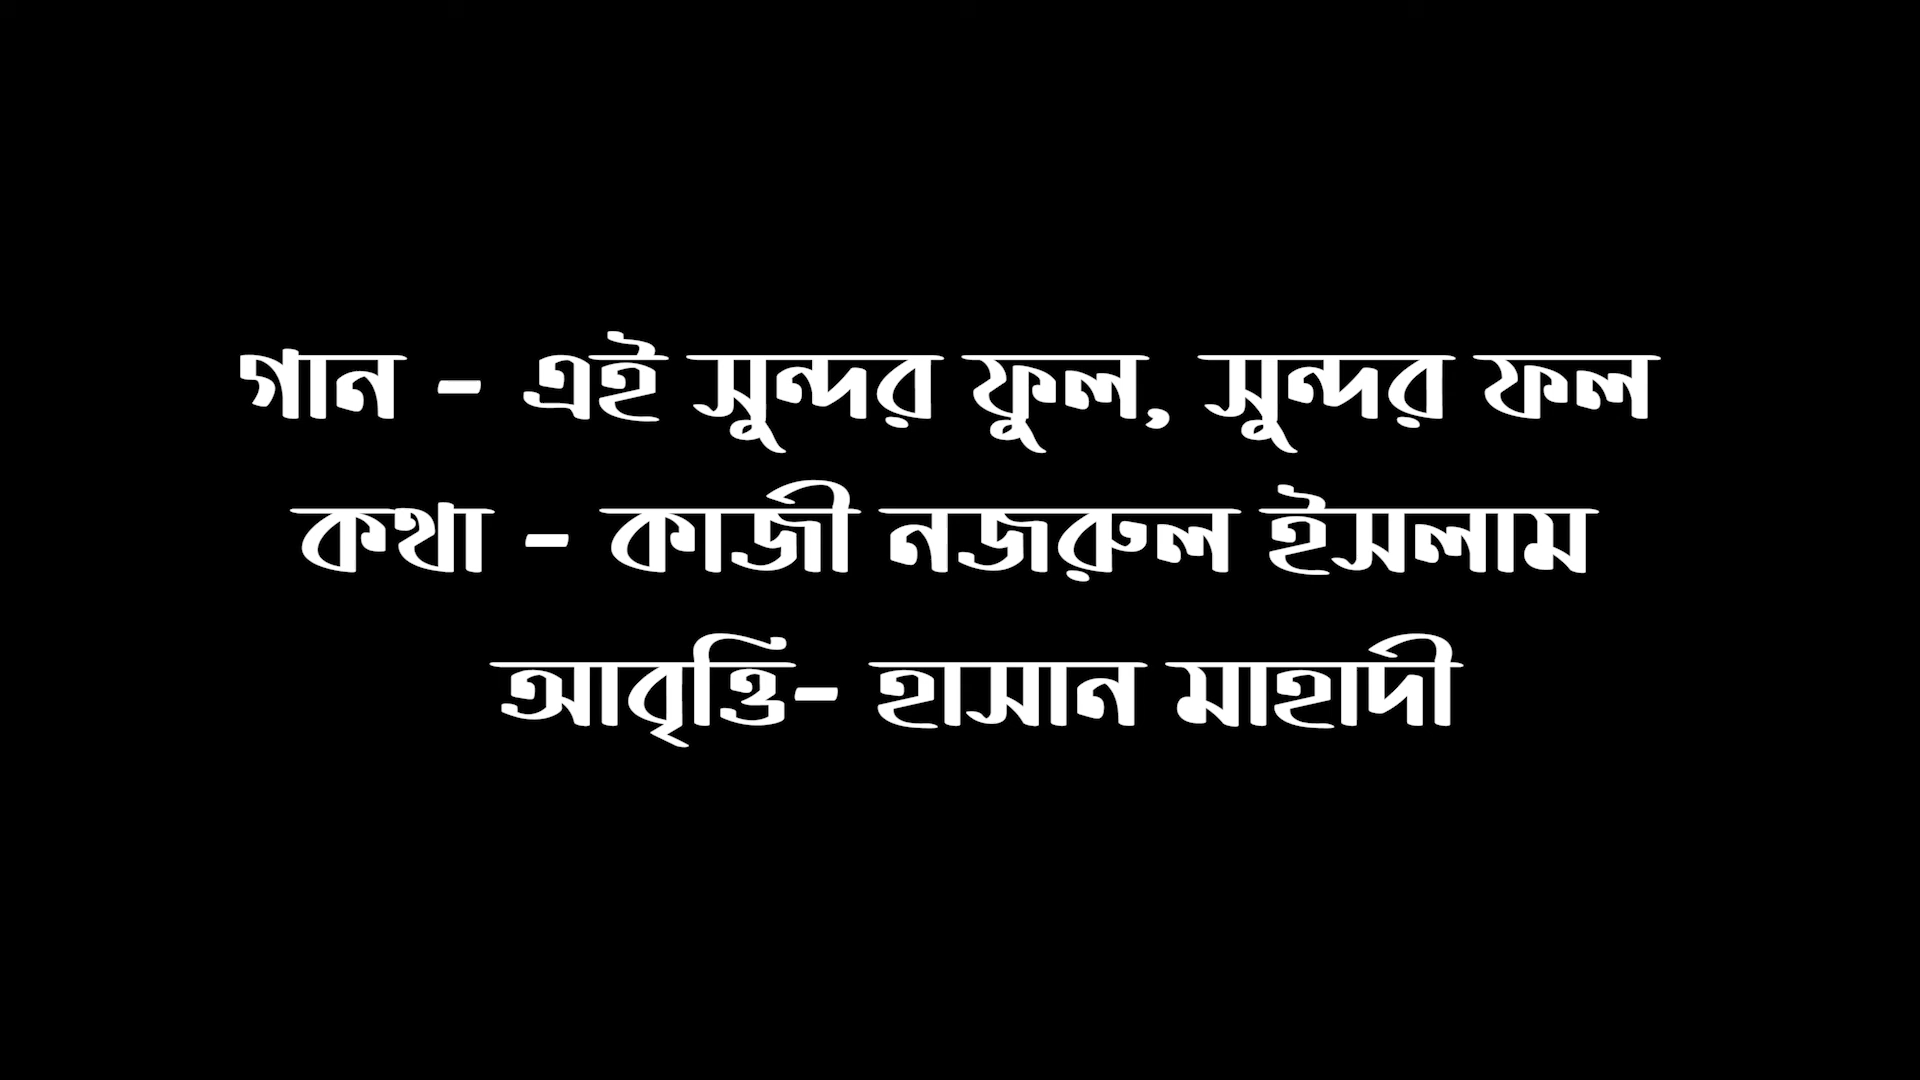 গান - এই সুন্দর ফুল, সুন্দর ফল
কথা - কাজী নজরুল ইসলাম
আবৃত্তি- হাসান মাহাদী